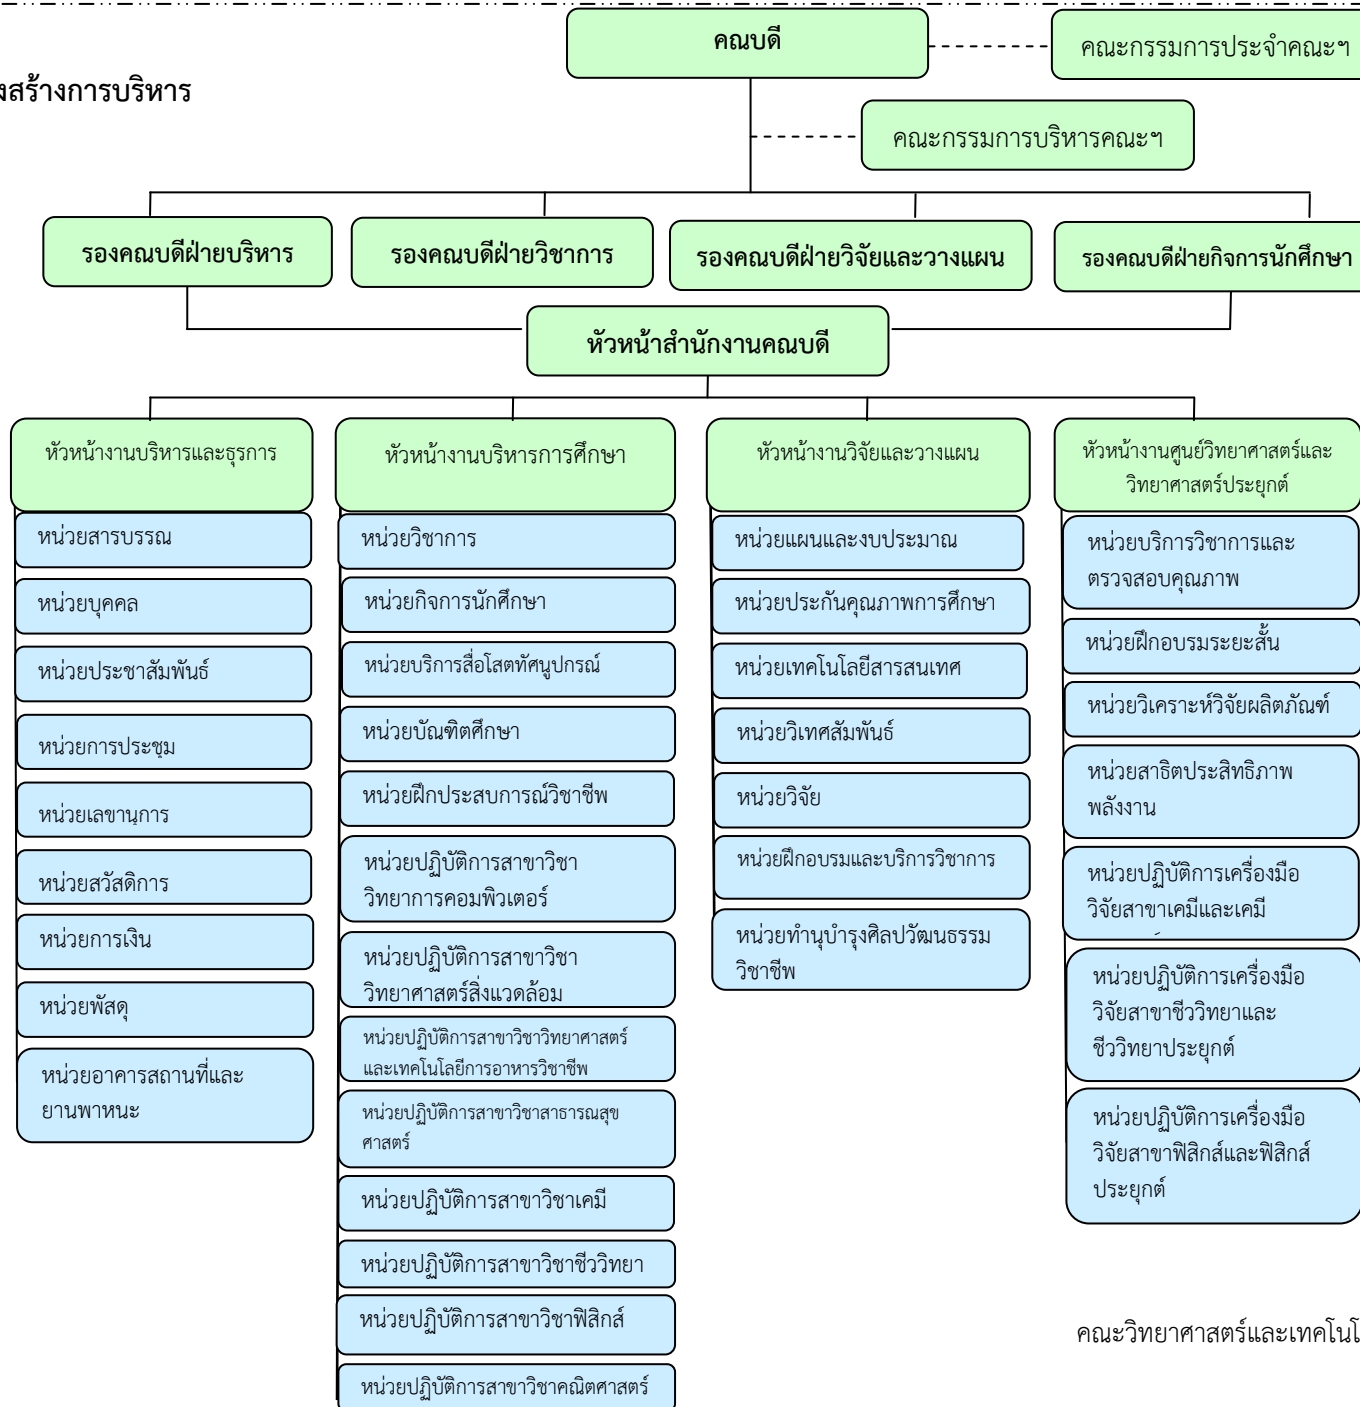 คณบดี
คณะกรรมการประจำคณะฯ
งสร้างการบริหาร
คณะกรรมการบริหารคณะฯ
รองคณบดีฝ่ายบริหาร
รองคณบดีฝ่ายวิชาการ
รองคณบดีฝ่ายวิจัยและวางแผน
รองคณบดีฝ่ายกิจการนักศึกษา
หัวหน้าสำนักงานคณบดี
หัวหน้างานบริหารและธุรการ
หน่วยสารบรรณ
หน่วยบุคคล
หน่วยประชาสัมพันธ์
หน่วยการประชุม
หน่วยเลขานุการ
หน่วยสวัสดิการ
หน่วยการเงิน
หน่วยพัสดุ
หน่วยอาคารสถานที่และ
ยานพาหนะ
หัวหน้างานบริหารการศึกษา
หน่วยวิชาการ
หน่วยกิจการนักศึกษา
หน่วยบริการสื่อโสตทัศนูปกรณ์
หน่วยบัณฑิตศึกษา
หน่วยฝึกประสบการณ์วิชาชีพ
หน่วยปฏิบัติการสาขาวิชา
วิทยาการคอมพิวเตอร์
หน่วยปฏิบัติการสาขาวิชา
วิทยาศาสตร์สิ่งแวดล้อม
หน่วยปฏิบัติการสาขาวิชาวิทยาศาสตร์
และเทคโนโลยีการอาหารวิชาชีพ
หน่วยปฏิบัติการสาขาวิชาสาธารณสุข
ศาสตร์
หน่วยปฏิบัติการสาขาวิชาเคมี
หน่วยปฏิบัติการสาขาวิชาชีววิทยา
หน่วยปฏิบัติการสาขาวิชาฟิสิกส์
หน่วยปฏิบัติการสาขาวิชาคณิตศาสตร์
หัวหน้างานวิจัยและวางแผน
หน่วยแผนและงบประมาณ
หน่วยประกันคุณภาพการศึกษา
หน่วยเทคโนโลยีสารสนเทศ
หน่วยวิเทศสัมพันธ์
หน่วยวิจัย
หน่วยฝึกอบรมและบริการวิชาการ
หน่วยทำนุบำรุงศิลปวัฒนธรรม
วิชาชีพ
หัวหน้างานศูนย์วิทยาศาสตร์และ
วิทยาศาสตร์ประยุกต์
หน่วยบริการวิชาการและ
ตรวจสอบคุณภาพ
หน่วยฝึกอบรมระยะสั้น
หน่วยวิเคราะห์วิจัยผลิตภัณฑ์
หน่วยสาธิตประสิทธิภาพ
พลังงาน
หน่วยปฏิบัติการเครื่องมือ
วิจัยสาขาเคมีและเคมี
หน่วยปฏิบัติการเครื่องมือ
วิจัยสาขาชีววิทยาและ
ชีววิทยาประยุกต์
หน่วยปฏิบัติการเครื่องมือ
วิจัยสาขาฟิสิกส์และฟิสิกส์
ประยุกต์
คณะวิทยาศาสตร์และเทคโนโ